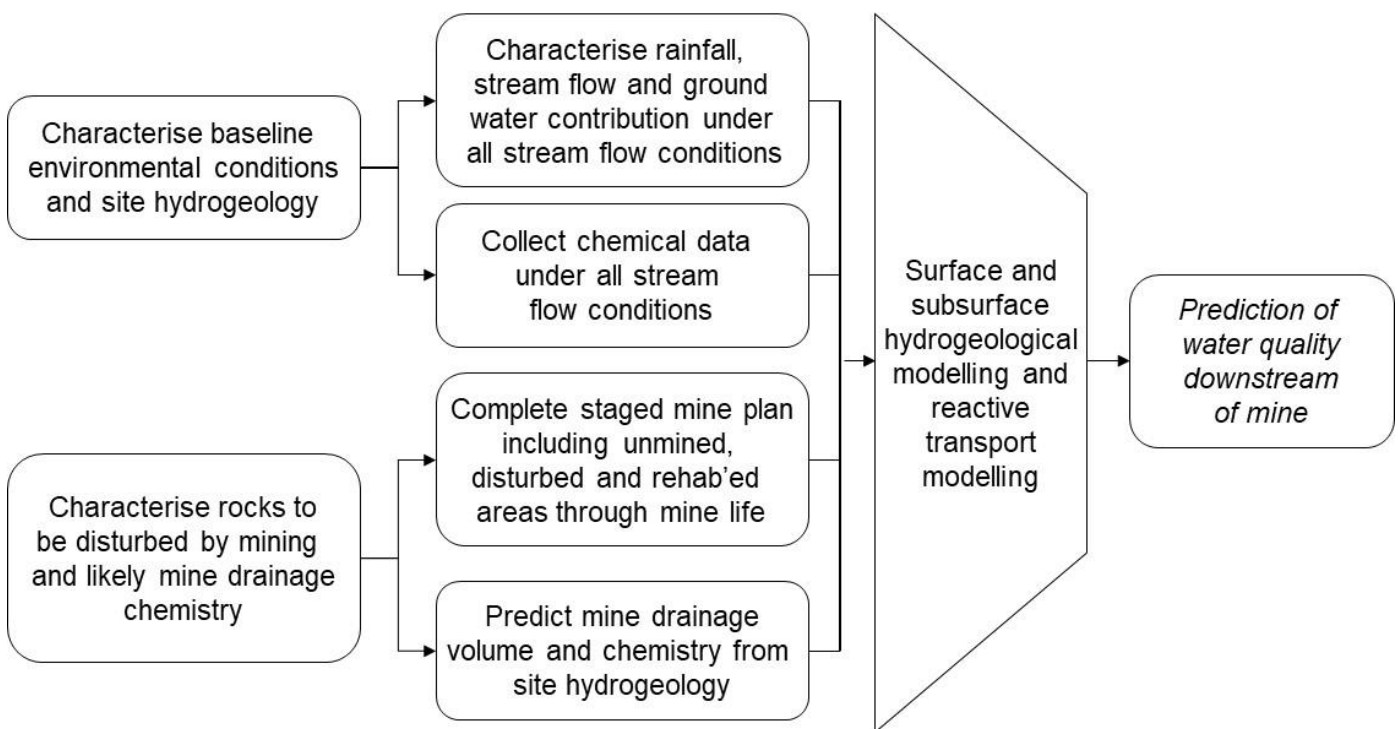 Characterise baseline
environmental conditions
and site hydrogeology
Characterise rocks to
be disturbed by mining
and likely mine drainage
chemistry
Characterise rainfall,
stream flow and ground
water contribution under
all stream flow conditions
Collect chemical data
under all stream
flow conditions
Complete staged mine plan
including unmined,
disturbed and rehab'ed
areas through mine life
Predict mine drainage
volume and chemistry from
site hydrogeology
Surface and
subsurface
hydrogeological
modelling and
reactive
transport
modelling
Prediction of
water quality
downstream
of mine